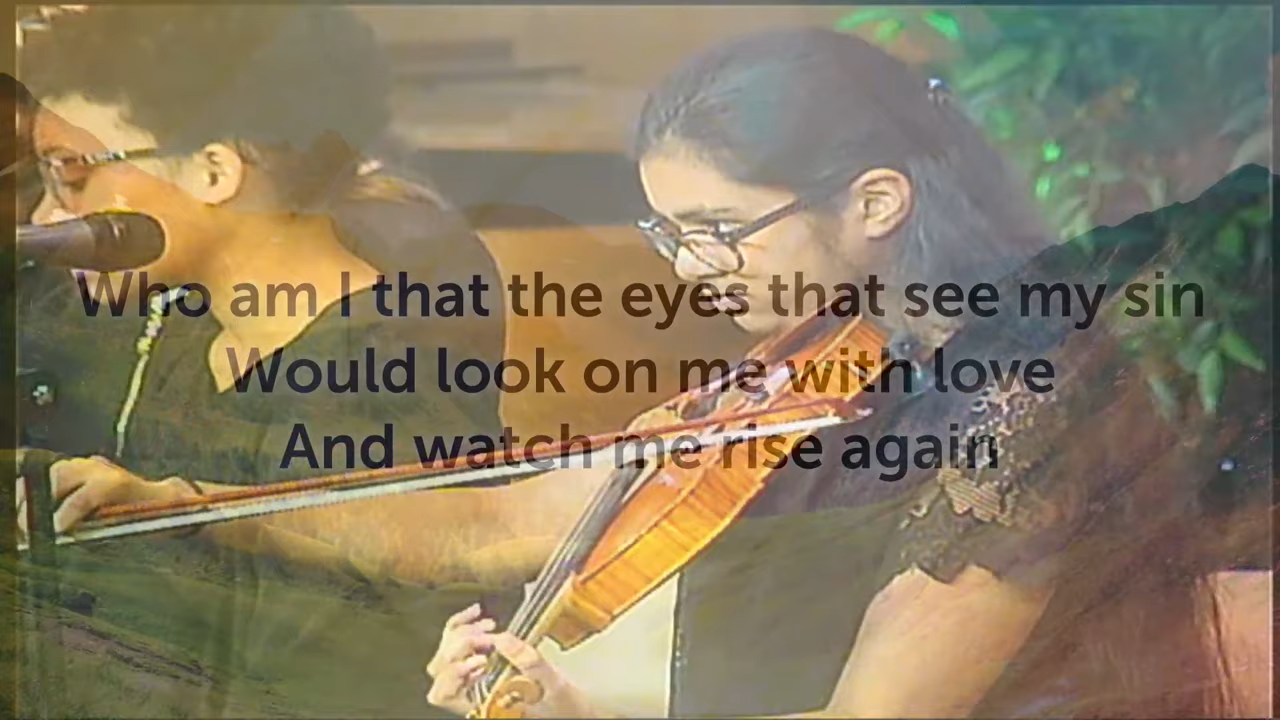 Who am I that the eyes that see my sin
Would look on me with love
And watch me rise again